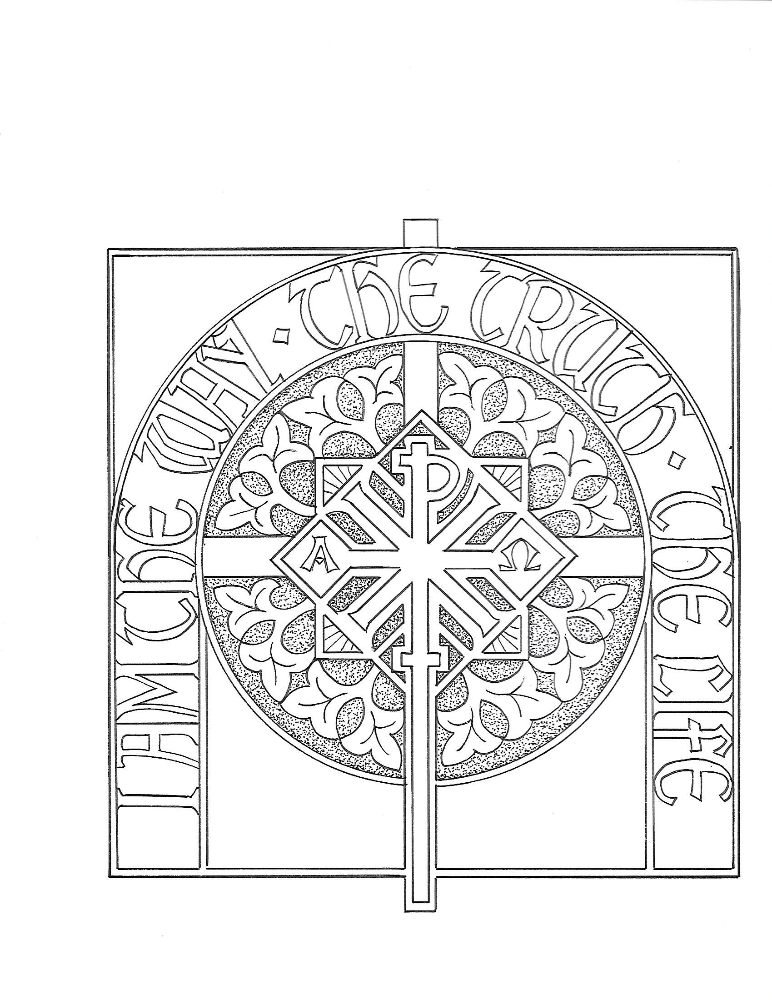 I AM THE WAY · THE TRUTH · THE LIFE
Α Ω